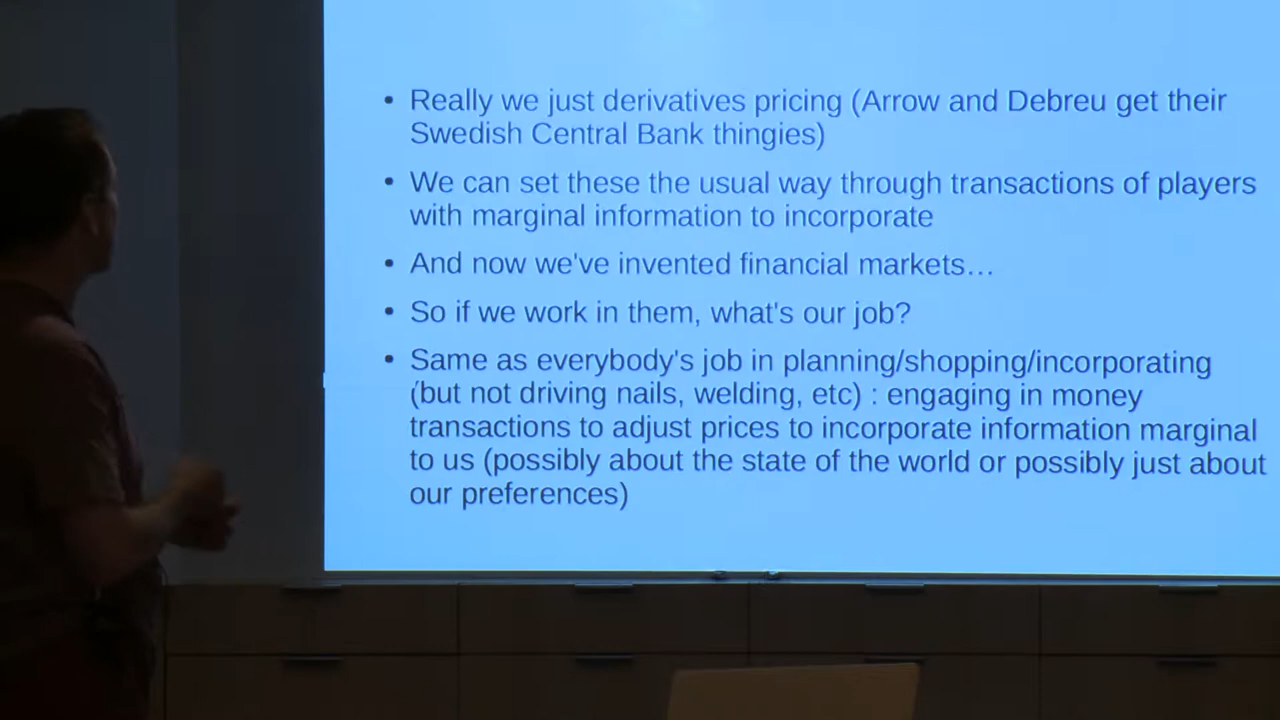 • Really we just derivatives pricing (Arrow and Debreu get their
Swedish Central Bank thingies)
• We can set these the usual way through transactions of players
with marginal information to incorporate
• And now we've invented financial markets…
• So if we work in them, what's our job?
• Same as everybody's job in planning/shopping/incorporating
(but not driving nails, welding, etc) : engaging in money
transactions to adjust prices to incorporate information marginal
to us (possibly about the state of the world or possibly just about
our preferences)